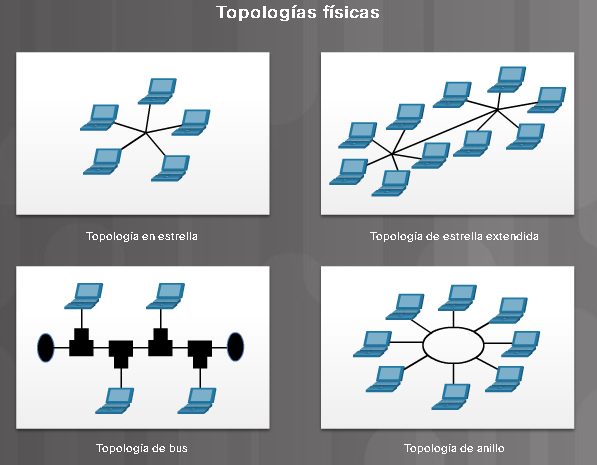 Topologías físicas
Topología en estrella
Topología de estrella extendida
Topología de bus
Topología de anillo